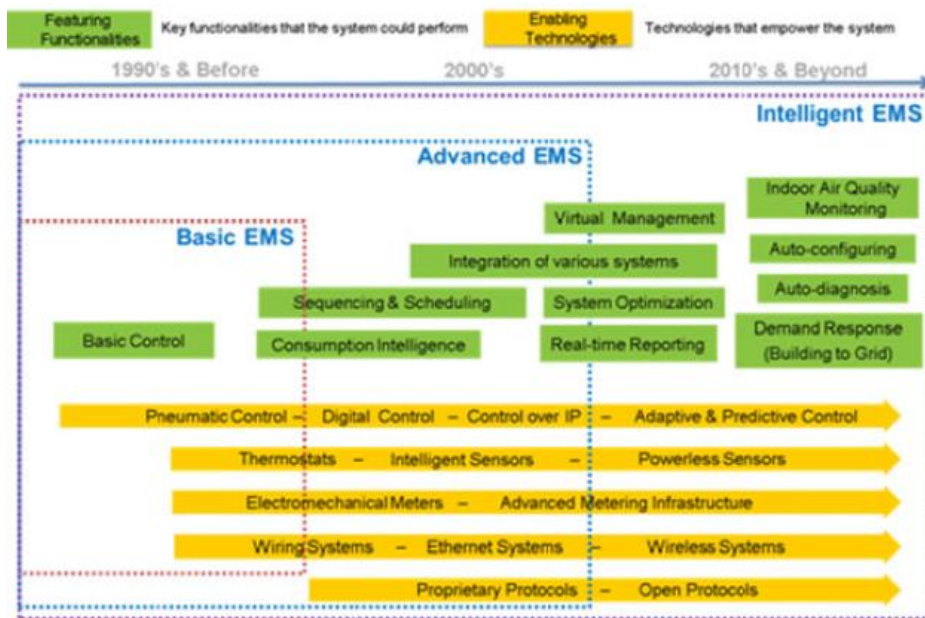 Featuring Functionalities
Key functionalities that the system could perform
Enabling Technologies
Technologies that empower the system
1990's & Before
2000's
2010's & Beyond
Intelligent EMS
Advanced EMS
Basic EMS
Indoor Air Quality
Monitoring
Virtual Management
Auto-configuring
Integration of various systems
Auto-diagnosis
Sequencing & Scheduling
System Optimization
Basic Control
Consumption Intelligence
Real-time Reporting
Demand Response
(Building to Grid)
Pneumatic Control – Digital Control – Control over IP – Adaptive & Predictive Control
Thermostats – Intelligent Sensors – Powerless Sensors
Electromechanical Meters – Advanced Metering Infrastructure
Wiring Systems – Ethernet Systems – Wireless Systems
Proprietary Protocols – Open Protocols